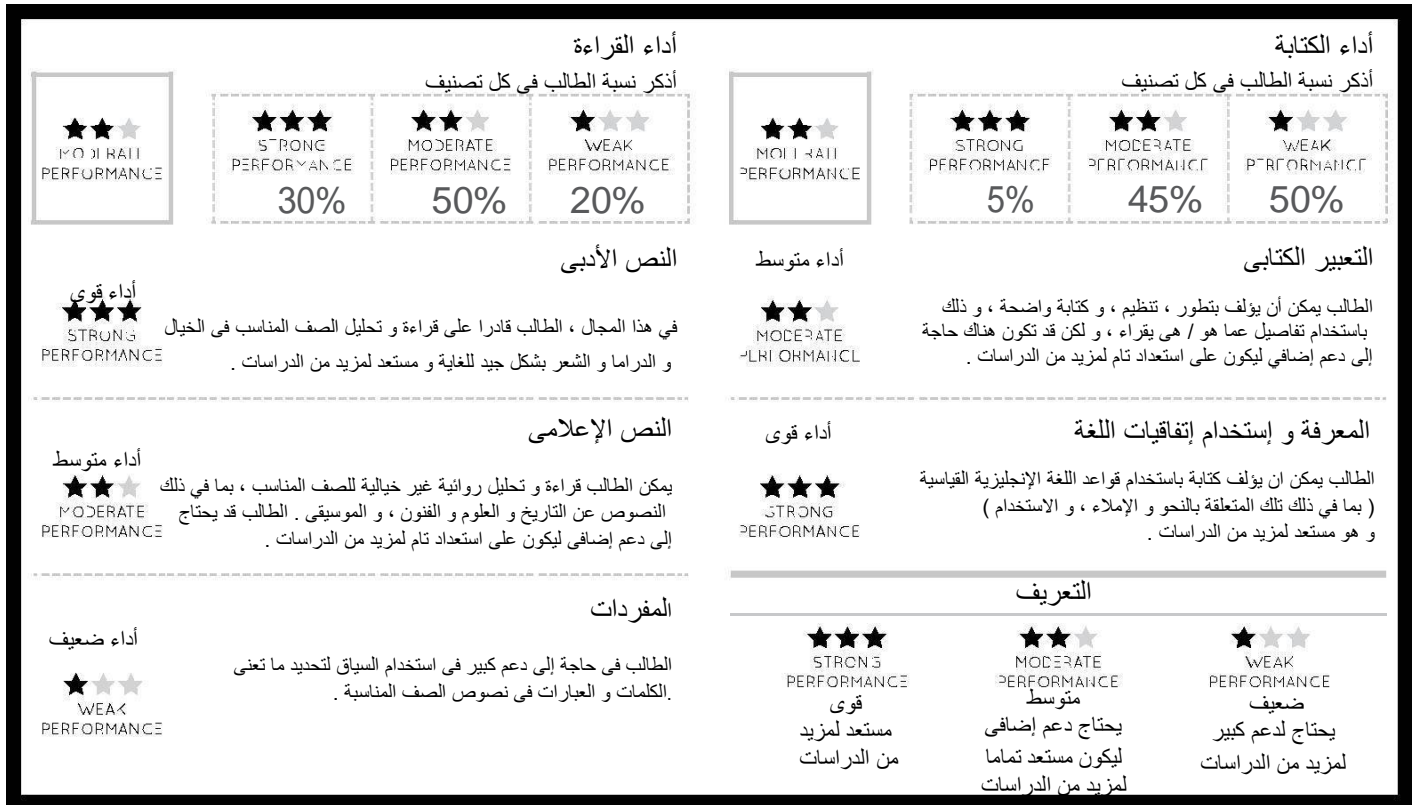 أداء الكتابة
أذكر نسبة الطالب في كل تصنيف
WEAK
PERFORMANCE
50%
MODERATE
PERFORMANCE
45%
STRONG
PERFORMANCE
5%
MODERATE
PERFORMANCE
التعبير الكتابى
أداء متوسط
الطالب يمكن أن يؤلف بتطور ، تنظيم ، و كتابة واضحة ، و ذلك
باستخدام تفاصيل عما هو / هى يقراء ، و لكن قد تكون هناك حاجة
إلى دعم إضافي ليكون على استعداد تام لمزيد من الدراسات .
MODERATE
PERFORMANCE
المعرفة و إستخدام إتفاقيات اللغة
أداء قوى
الطالب يمكن ان يؤلف كتابة باستخدام قواعد اللغة الإنجليزية القياسية
( بما في ذلك تلك المتعلقة بالنحو و الإملاء ، و الاستخدام )
و هو مستعد لمزيد من الدراسات .
STRONG
PERFORMANCE
التعريف
WEAK
PERFORMANCE
ضعيف
يحتاج لدعم كبير
لمزيد من الدراسات
MODERATE
PERFORMANCE
متوسط
يحتاج دعم إضافى
ليكون مستعد تماما
لمزيد من الدراسات
STRONG
PERFORMANCE
قوى
مستعد لمزيد
من الدراسات
أداء القراءة
أذكر نسبة الطالب في كل تصنيف
WEAK
PERFORMANCE
20%
MODERATE
PERFORMANCE
50%
STRONG
PERFORMANCE
30%
MODERATE
PERFORMANCE
النص الأدبى
أداء قوي
في هذا المجال ، الطالب قادرا على قراءة و تحليل الصف المناسب فى الخيال
و الدراما و الشعر بشكل جيد للغاية و مستعد لمزيد من الدراسات .
STRONG
PERFORMANCE
النص الإعلامى
أداء متوسط
يمكن الطالب قراءة و تحليل روائية غير خيالية للصف المناسب ، بما في ذلك
النصوص عن التاريخ و العلوم و الفنون ، و الموسيقى . الطالب قد يحتاج
إلى دعم إضافى ليكون على استعداد تام لمزيد من الدراسات .
MODERATE
PERFORMANCE
المفردات
أداء ضعيف
الطالب فى حاجة إلى دعم كبير فى استخدام السياق لتحديد ما تعنى
.الكلمات و العبارات فى نصوص الصف المناسبة
WEAK
PERFORMANCE